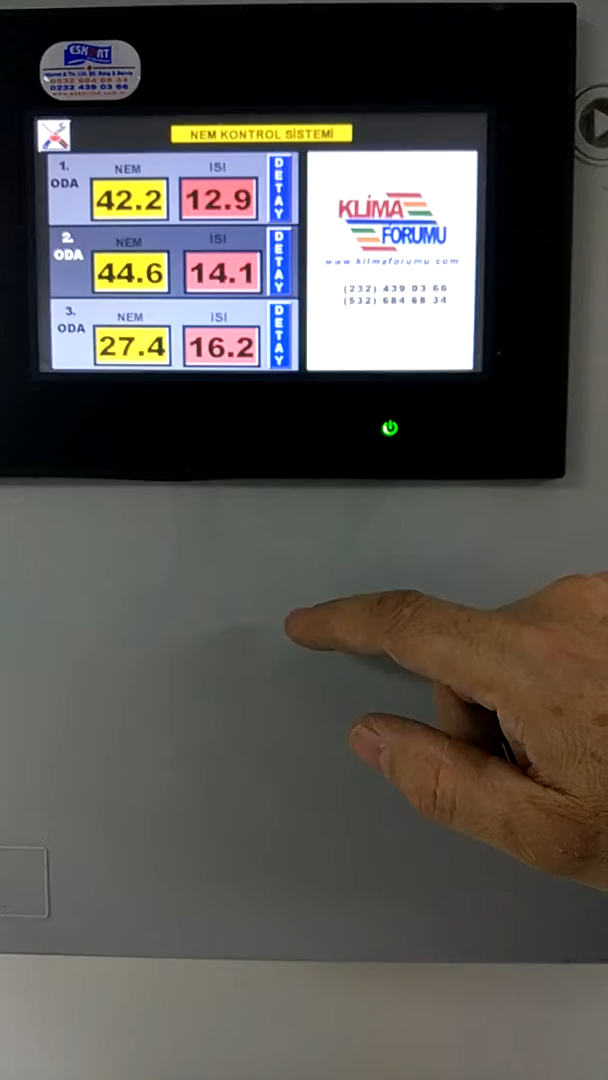 ESKORT
0532 684 68 34
0232 439 03 66
NEM KONTROL SİSTEMİ
1. ODA
NEM
ISI
42.2
12.9
DETAY
2. ODA
NEM
ISI
44.6
14.1
DETAY
3. ODA
NEM
ISI
27.4
16.2
DETAY
KLİMA
FORUMU
www klimaforumu com
(232) 439 03 66
(532) 684 68 34